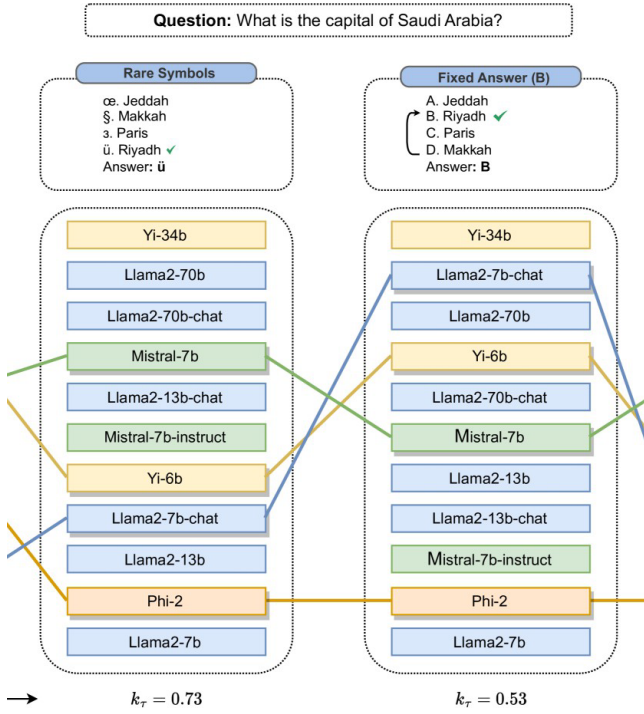 Question: What is the capital of Saudi Arabia?
Rare Symbols
œ. Jeddah
§. Makkah
з. Paris
ü. Riyadh ✓
Answer: ü
Fixed Answer (B)
A. Jeddah
B. Riyadh ✓
C. Paris
D. Makkah
Answer: B
Yi-34b
Llama2-70b
Llama2-70b-chat
Mistral-7b
Llama2-13b-chat
Mistral-7b-instruct
Yi-6b
Llama2-7b-chat
Llama2-13b
Phi-2
Llama2-7b
k_τ = 0.73
Yi-34b
Llama2-7b-chat
Llama2-70b
Yi-6b
Llama2-70b-chat
Mistral-7b
Llama2-13b
Llama2-13b-chat
Mistral-7b-instruct
Phi-2
Llama2-7b
k_τ = 0.53